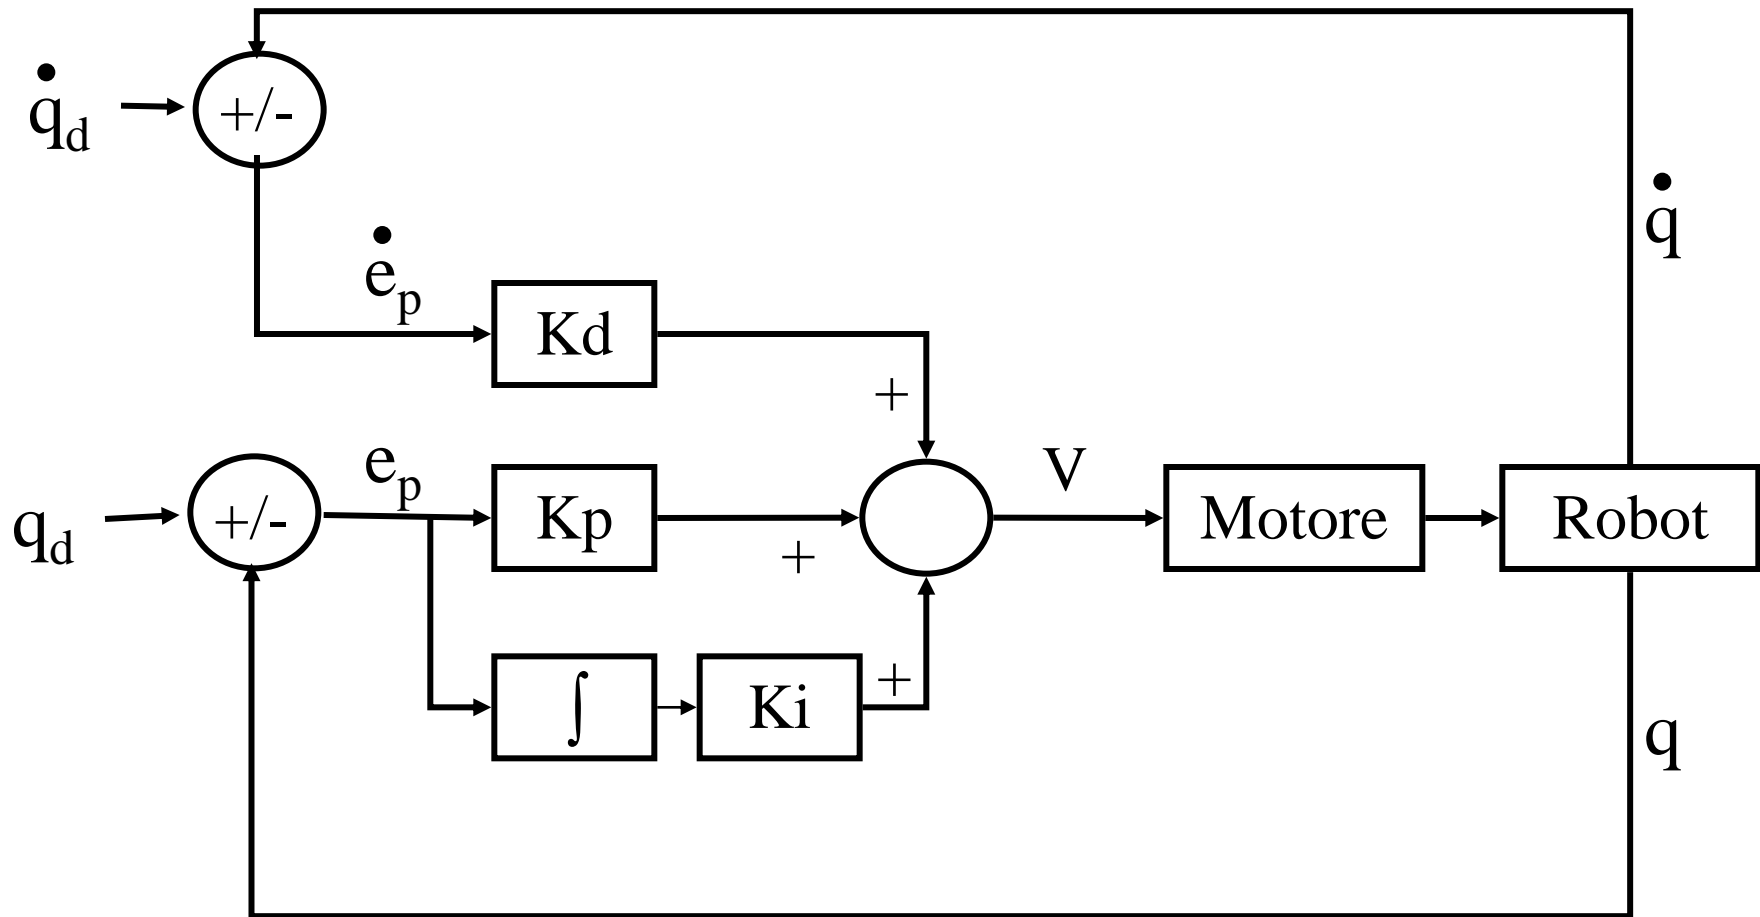 q̇d
+/-
q̇
ėp
Kd
+
qd
+/-
ep
Kp
+
V
Motore
Robot
∫
Ki
+
q